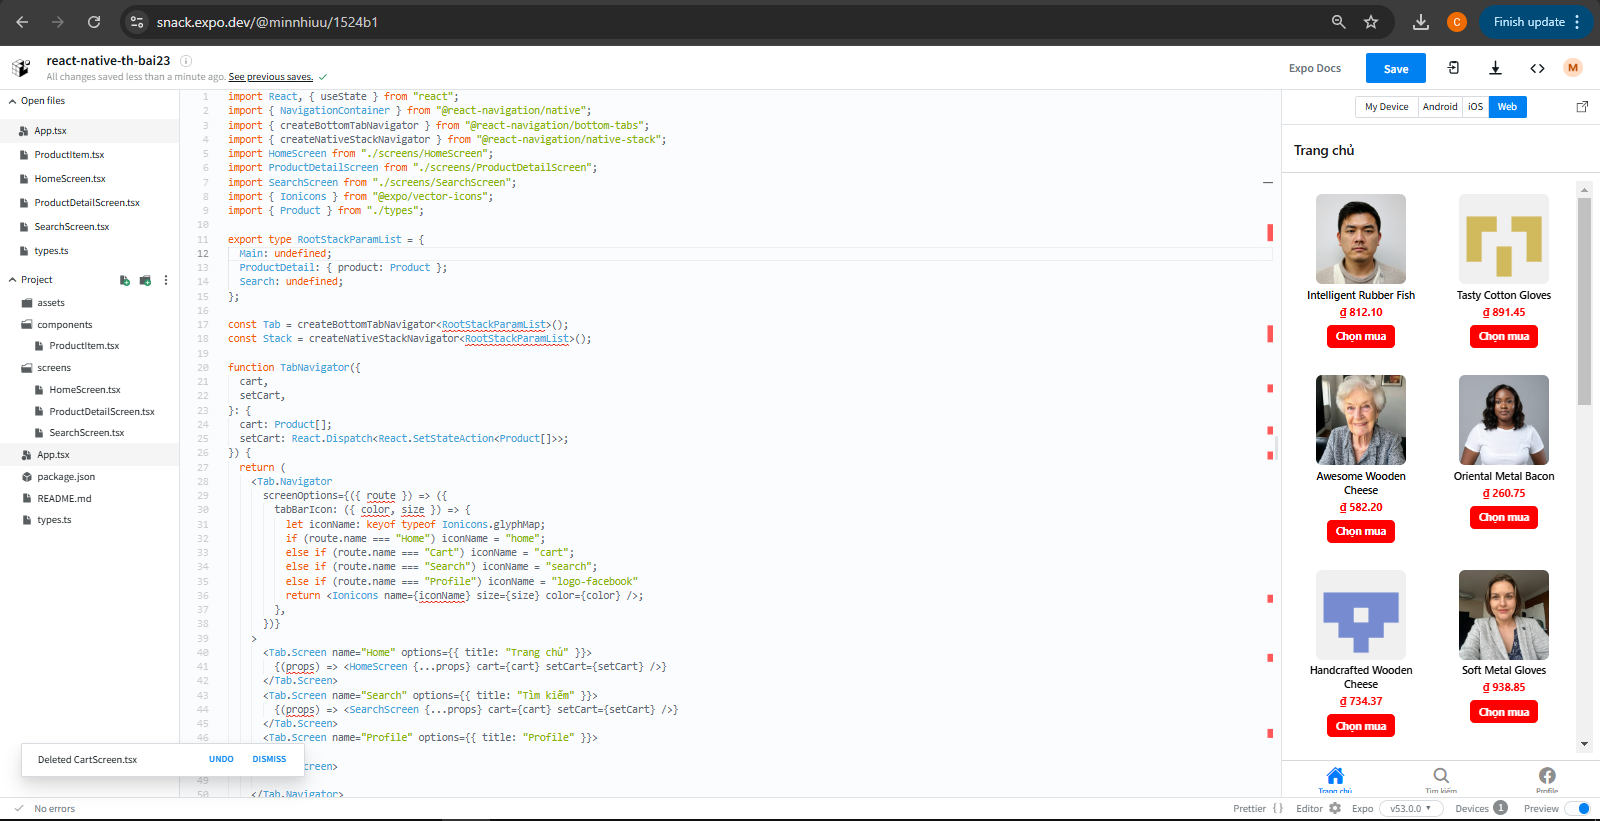 snack.expo.dev/@minnhiuu/1524b1
C
Finish update
react-native-th-bai23
All changes saved less than a minute ago. See previous saves.
Expo Docs
Save
M
Open files
App.tsx
ProductItem.tsx
HomeScreen.tsx
ProductDetailScreen.tsx
SearchScreen.tsx
types.ts
Project
assets
components
ProductItem.tsx
screens
HomeScreen.tsx
ProductDetailScreen.tsx
SearchScreen.tsx
App.tsx
package.json
README.md
types.ts
1 import React, { useState } from "react";
2 import { NavigationContainer } from "@react-navigation/native";
3 import { createBottomTabNavigator } from "@react-navigation/bottom-tabs";
4 import { createNativeStackNavigator } from "@react-navigation/native-stack";
5 import HomeScreen from "./screens/HomeScreen";
6 import ProductDetailScreen from "./screens/ProductDetailScreen";
7 import SearchScreen from "./screens/SearchScreen";
8 import { Ionicons } from "@expo/vector-icons";
9 import { Product } from "./types";
10
11 export type RootStackParamList = {
12 Main: undefined;
13 ProductDetail: { product: Product };
14 Search: undefined;
15 };
16
17 const Tab = createBottomTabNavigator<RootStackParamList>();
18 const Stack = createNativeStackNavigator<RootStackParamList>();
19
20 function TabNavigator({
21 cart,
22 setCart,
23 }: {
24 cart: Product[];
25 setCart: React.Dispatch<React.SetStateAction<Product[]>>;
26 }) {
27 return (
28 <Tab.Navigator
29 screenOptions={({ route }) => ({
30 tabBarIcon: ({ color, size }) => {
31 let iconName: keyof typeof Ionicons.glyphMap;
32 if (route.name === "Home") iconName = "home";
33 else if (route.name === "Cart") iconName = "cart";
34 else if (route.name === "Search") iconName = "search";
35 else if (route.name === "Profile") iconName = "logo-facebook"
36 return <Ionicons name={iconName} size={size} color={color} />;
37 },
38 })}
39 >
40 <Tab.Screen name="Home" options={{ title: "Trang chủ" }}>
41 {(props) => <HomeScreen {...props} cart={cart} setCart={setCart} />}
42 </Tab.Screen>
43 <Tab.Screen name="Search" options={{ title: "Tìm kiếm" }}>
44 {(props) => <SearchScreen {...props} cart={cart} setCart={setCart} />}
45 </Tab.Screen>
46 <Tab.Screen name="Profile" options={{ title: "Profile" }}>
creen>
49
50 </Tab.Navigator>
Deleted CartScreen.tsx
UNDO
DISMISS
My Device
Android
iOS
Web
Trang chủ
Intelligent Rubber Fish
₫ 812.10
Chọn mua
Tasty Cotton Gloves
₫ 891.45
Chọn mua
Awesome Wooden
Cheese
₫ 582.20
Chọn mua
Oriental Metal Bacon
₫ 260.75
Chọn mua
Handcrafted Wooden
Cheese
₫ 734.37
Chọn mua
Soft Metal Gloves
₫ 938.85
Chọn mua
Trang chủ
Tìm kiếm
Profile
No errors
Prettier { }
Editor
Expo
v53.0.0
Devices 1
Preview